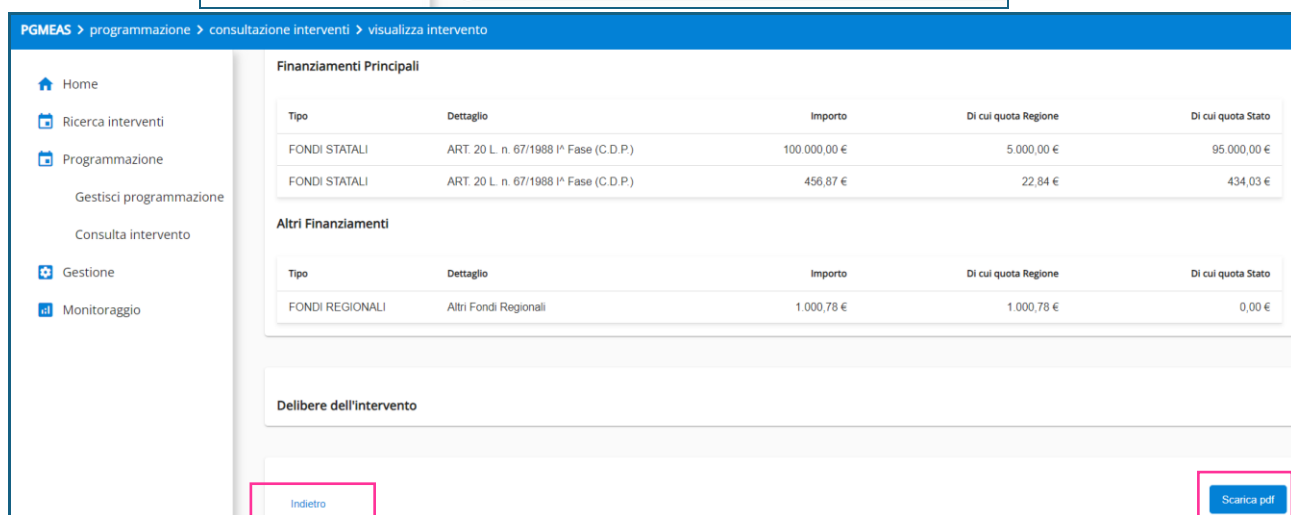 PGMEAS > programmazione > consultazione interventi > visualizza intervento
Home
Ricerca interventi
Programmazione
Gestisci programmazione
Consulta intervento
Gestione
Monitoraggio
Finanziamenti Principali
Tipo Dettaglio Importo Di cui quota Regione Di cui quota Stato
FONDI STATALI ART. 20 L. n. 67/1988 I^ Fase (C.D.P.) 100.000,00 € 5.000,00 € 95.000,00 €
FONDI STATALI ART. 20 L. n. 67/1988 I^ Fase (C.D.P.) 456,87 € 22,84 € 434,03 €
Altri Finanziamenti
Tipo Dettaglio Importo Di cui quota Regione Di cui quota Stato
FONDI REGIONALI Altri Fondi Regionali 1.000,78 € 1.000,78 € 0,00 €
Delibere dell'intervento
Indietro Scarica pdf